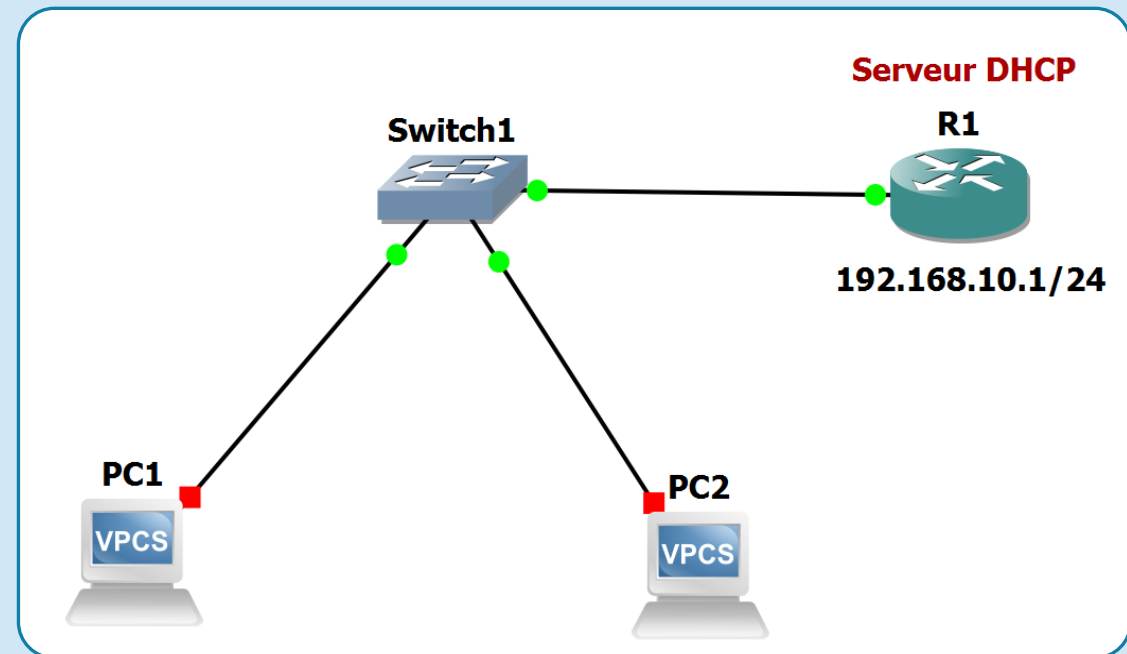 Serveur DHCP
R1
Switch1
192.168.10.1/24
PC1
PC2
VPCS
VPCS